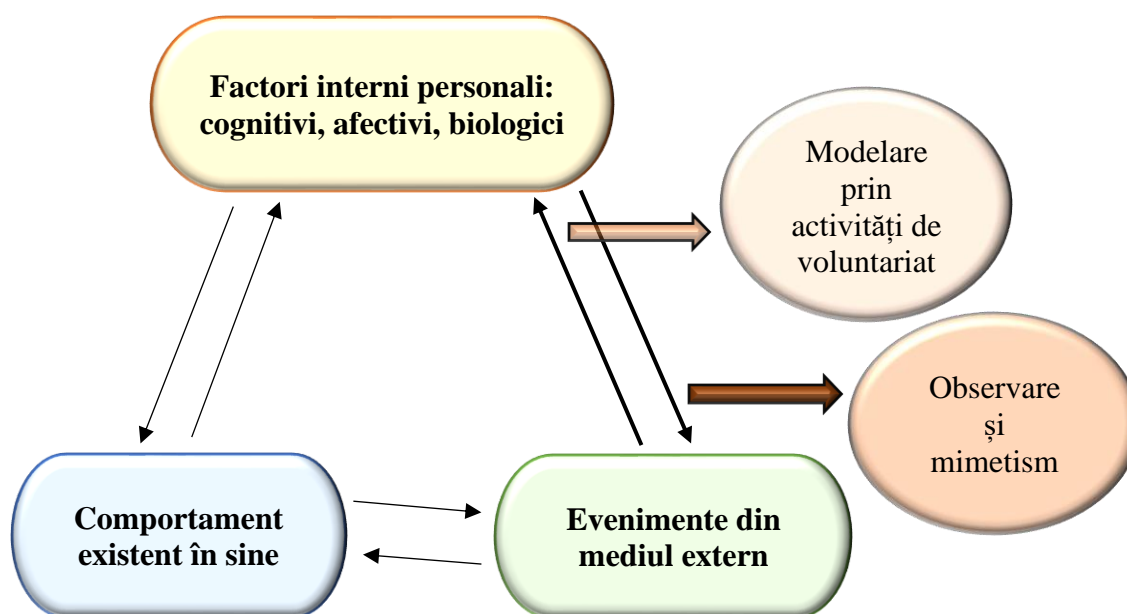 Factori interni personali:
cognitivi, afectivi, biologici
Modelare
prin
activități de
voluntariat
Observare
și
mimetism
Comportament
existent în sine
Evenimente din
mediul extern